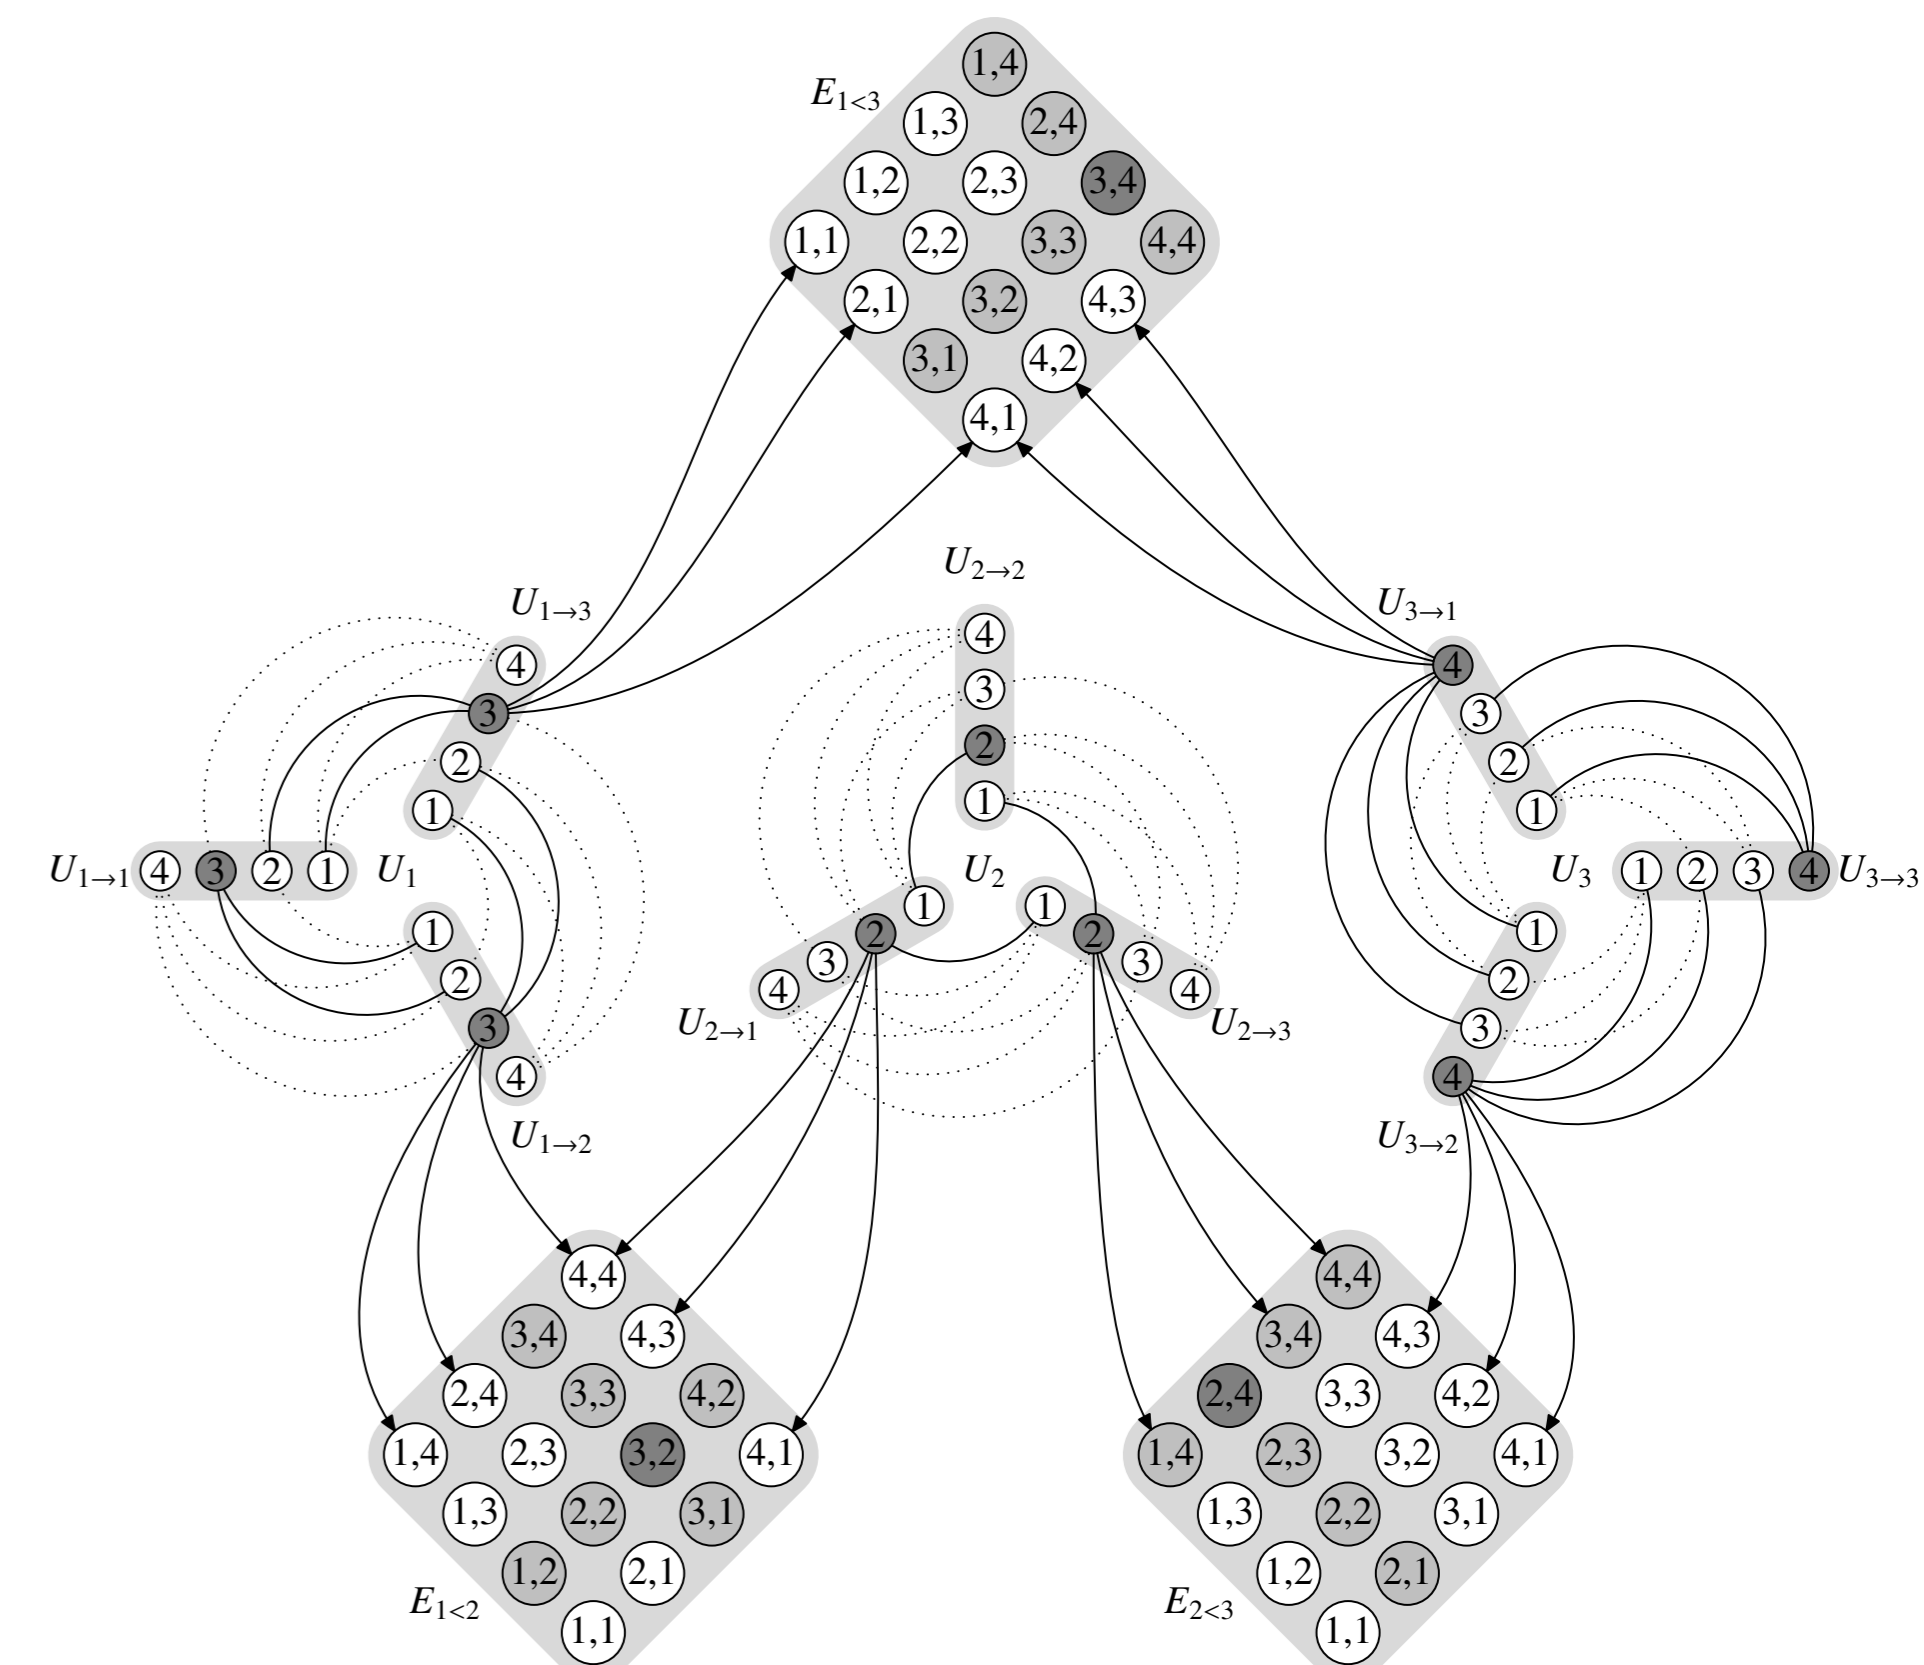 1,4
E1<3
1,3 2,4
1,2 2,3 3,4
1,1 2,2 3,3 4,4
2,1 3,2 4,3
3,1 4,2
4,1
U2→2
U1→3 U3→1
4
4 4
3 3
3 3
2
2 2
1 1 1
U1→1 4 3 2 1 U1 U2 U3 1 2 3 4 U3→3
1 1 1 1
2 2 2 2
3 3
4 4
3 3
U2→1 U2→3
4 4
U1→2 U3→2
4,4 4,4
3,4 4,3 3,4 4,3
2,4 3,3 4,2 2,4 3,3 4,2
1,4 2,3 3,2 4,1 1,4 2,3 3,2 4,1
1,3 2,2 3,1 1,3 2,2 3,1
1,2 2,1 1,2 2,1
E1<2 E2<3
1,1 1,1